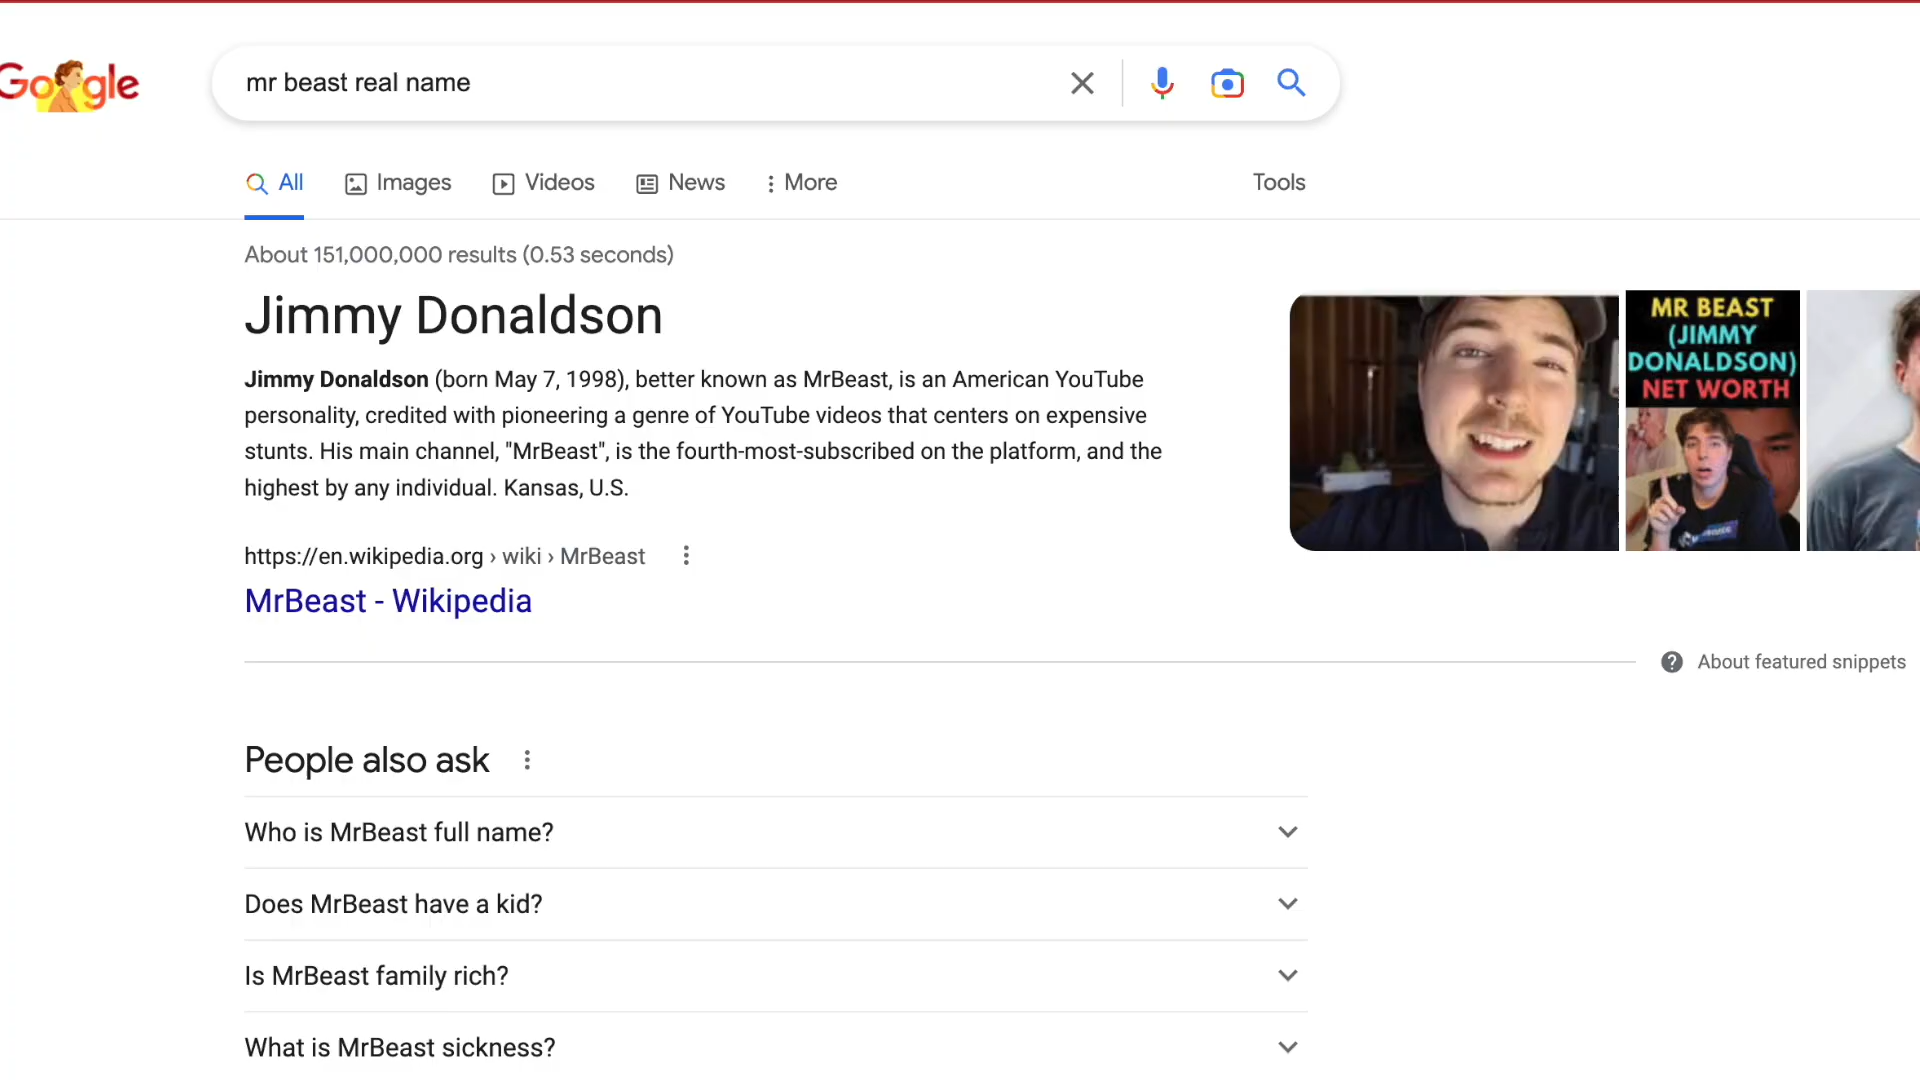 Google
mr beast real name
All Images Videos News More Tools
About 151,000,000 results (0.53 seconds)
Jimmy Donaldson
Jimmy Donaldson (born May 7, 1998), better known as MrBeast, is an American YouTube
personality, credited with pioneering a genre of YouTube videos that centers on expensive
stunts. His main channel, "MrBeast", is the fourth-most-subscribed on the platform, and the
highest by any individual. Kansas, U.S.
MR BEAST
(JIMMY
DONALDSON)
NET WORTH
https://en.wikipedia.org › wiki › MrBeast
MrBeast - Wikipedia
About featured snippets
People also ask
Who is MrBeast full name?
Does MrBeast have a kid?
Is MrBeast family rich?
What is MrBeast sickness?